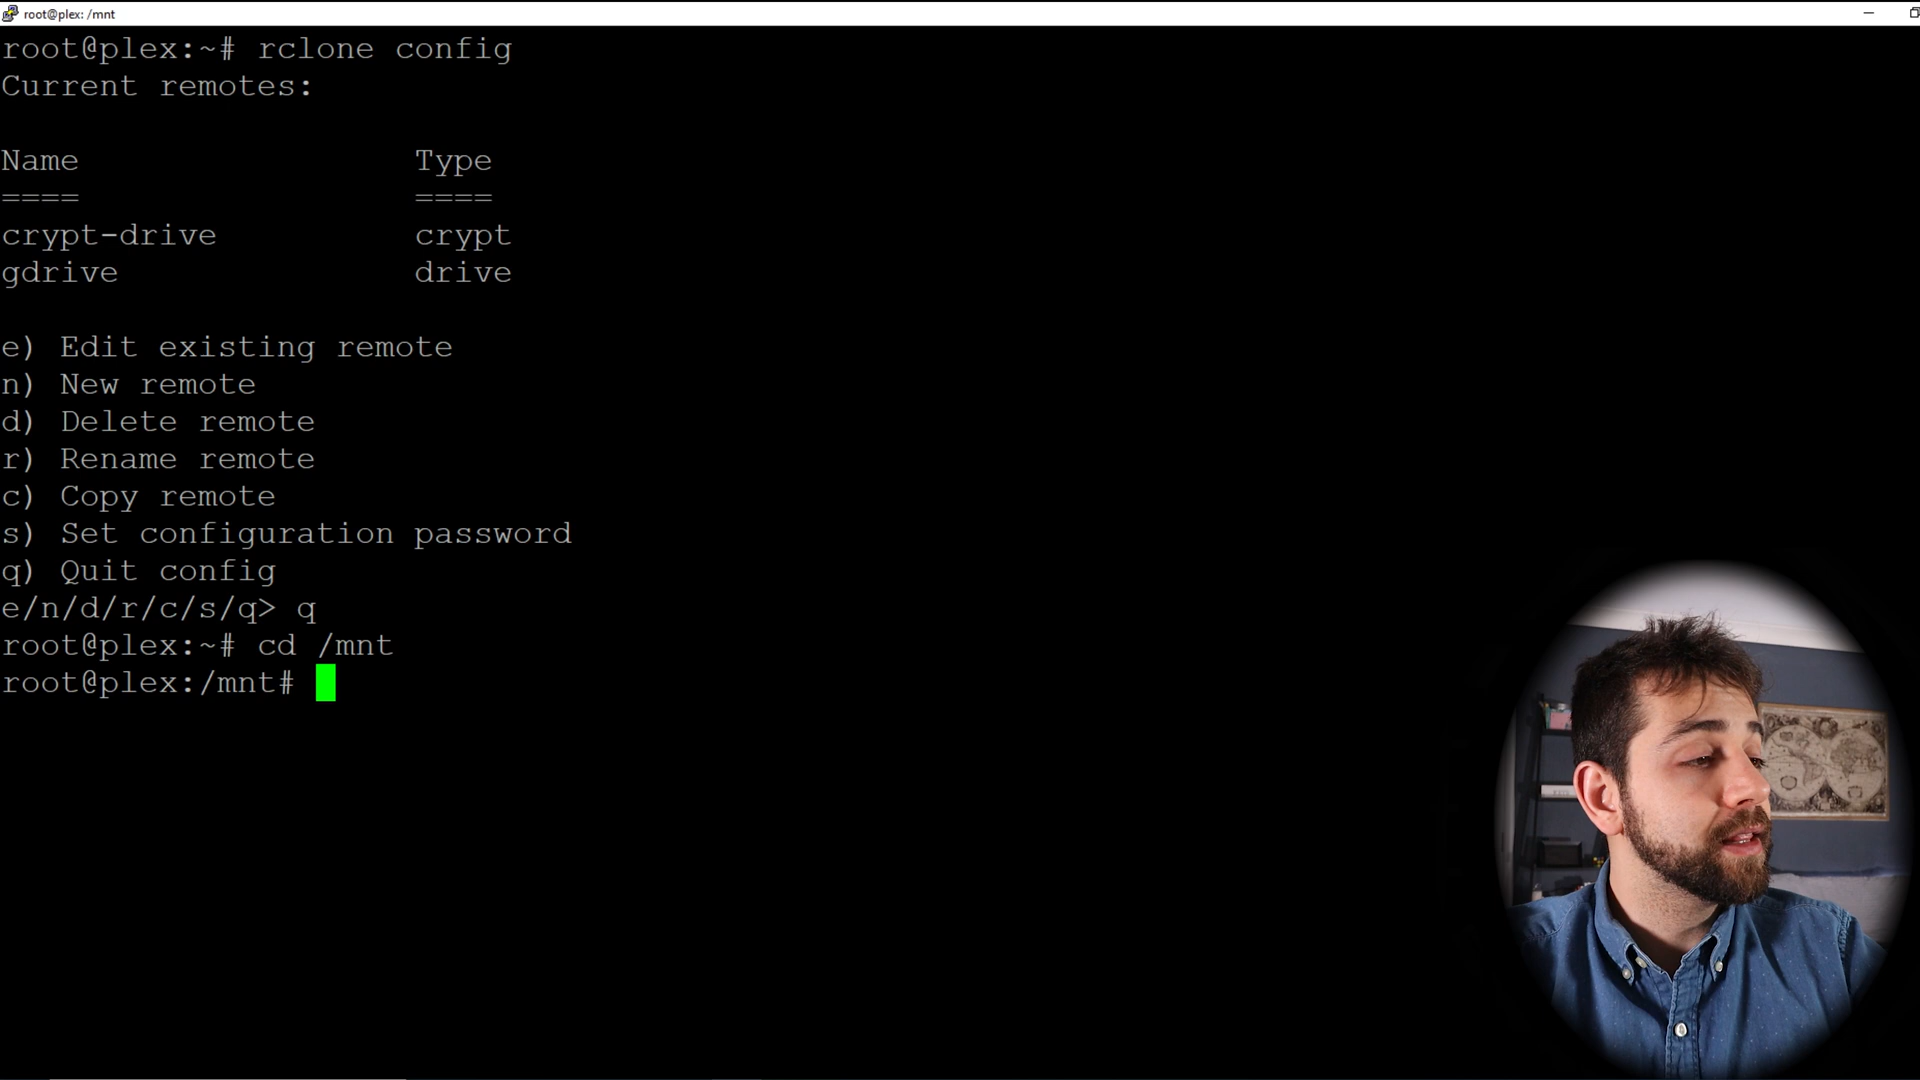 root@plex: /mnt
root@plex:~# rclone config
Current remotes:
Name                 Type
====                 ====
crypt-drive          crypt
gdrive               drive
e) Edit existing remote
n) New remote
d) Delete remote
r) Rename remote
c) Copy remote
s) Set configuration password
q) Quit config
e/n/d/r/c/s/q> q
root@plex:~# cd /mnt
root@plex:/mnt#